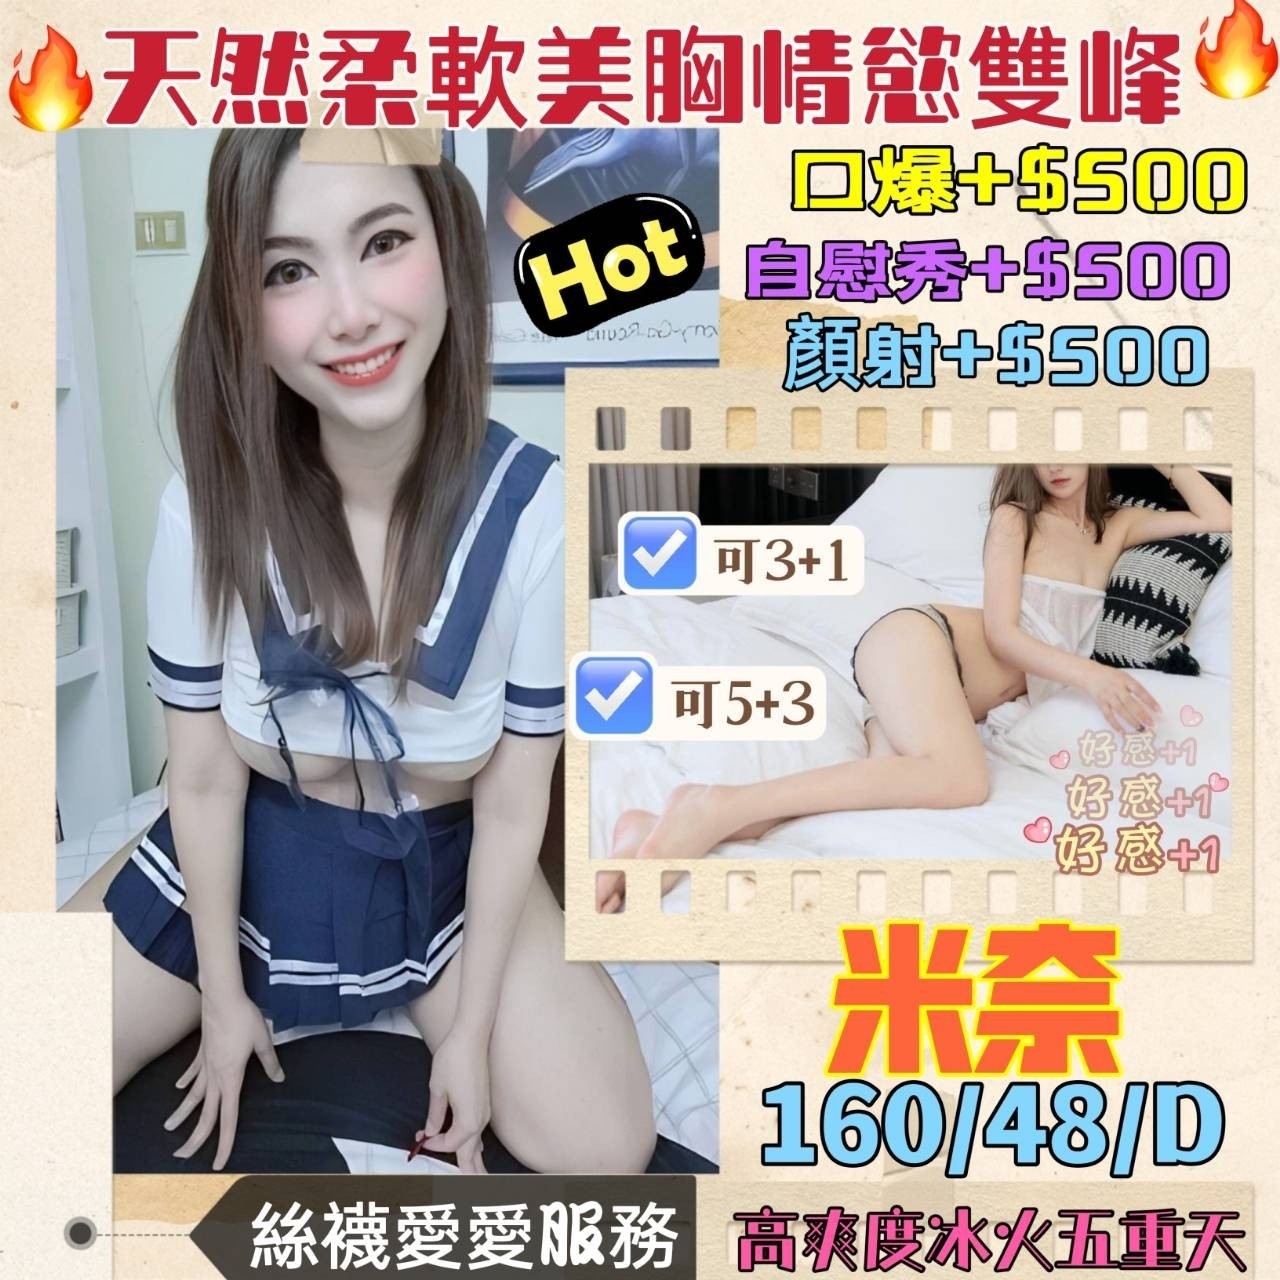 天然柔軟美胸情慾雙峰
口爆+$500
自慰秀+$500
顏射+$500
Hot
可3+1
可5+3
好感+1
好感+1
好感+1
米奈
160/48/D
絲襪愛愛服務
高爽度冰火五重天